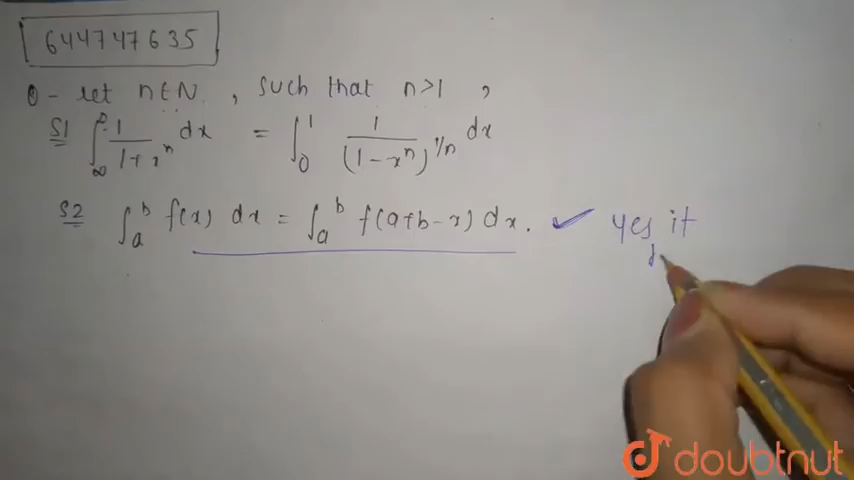 644747635
Q- let n∈N, such that n>1,
S1 ∫_∞^0 1/(1+x^n) dx = ∫_0^1 1/(1-x^n)^{1/n} dx
S2 ∫_a^b f(x) dx = ∫_a^b f(a+b-x) dx. ✓ yes it
doubtnut